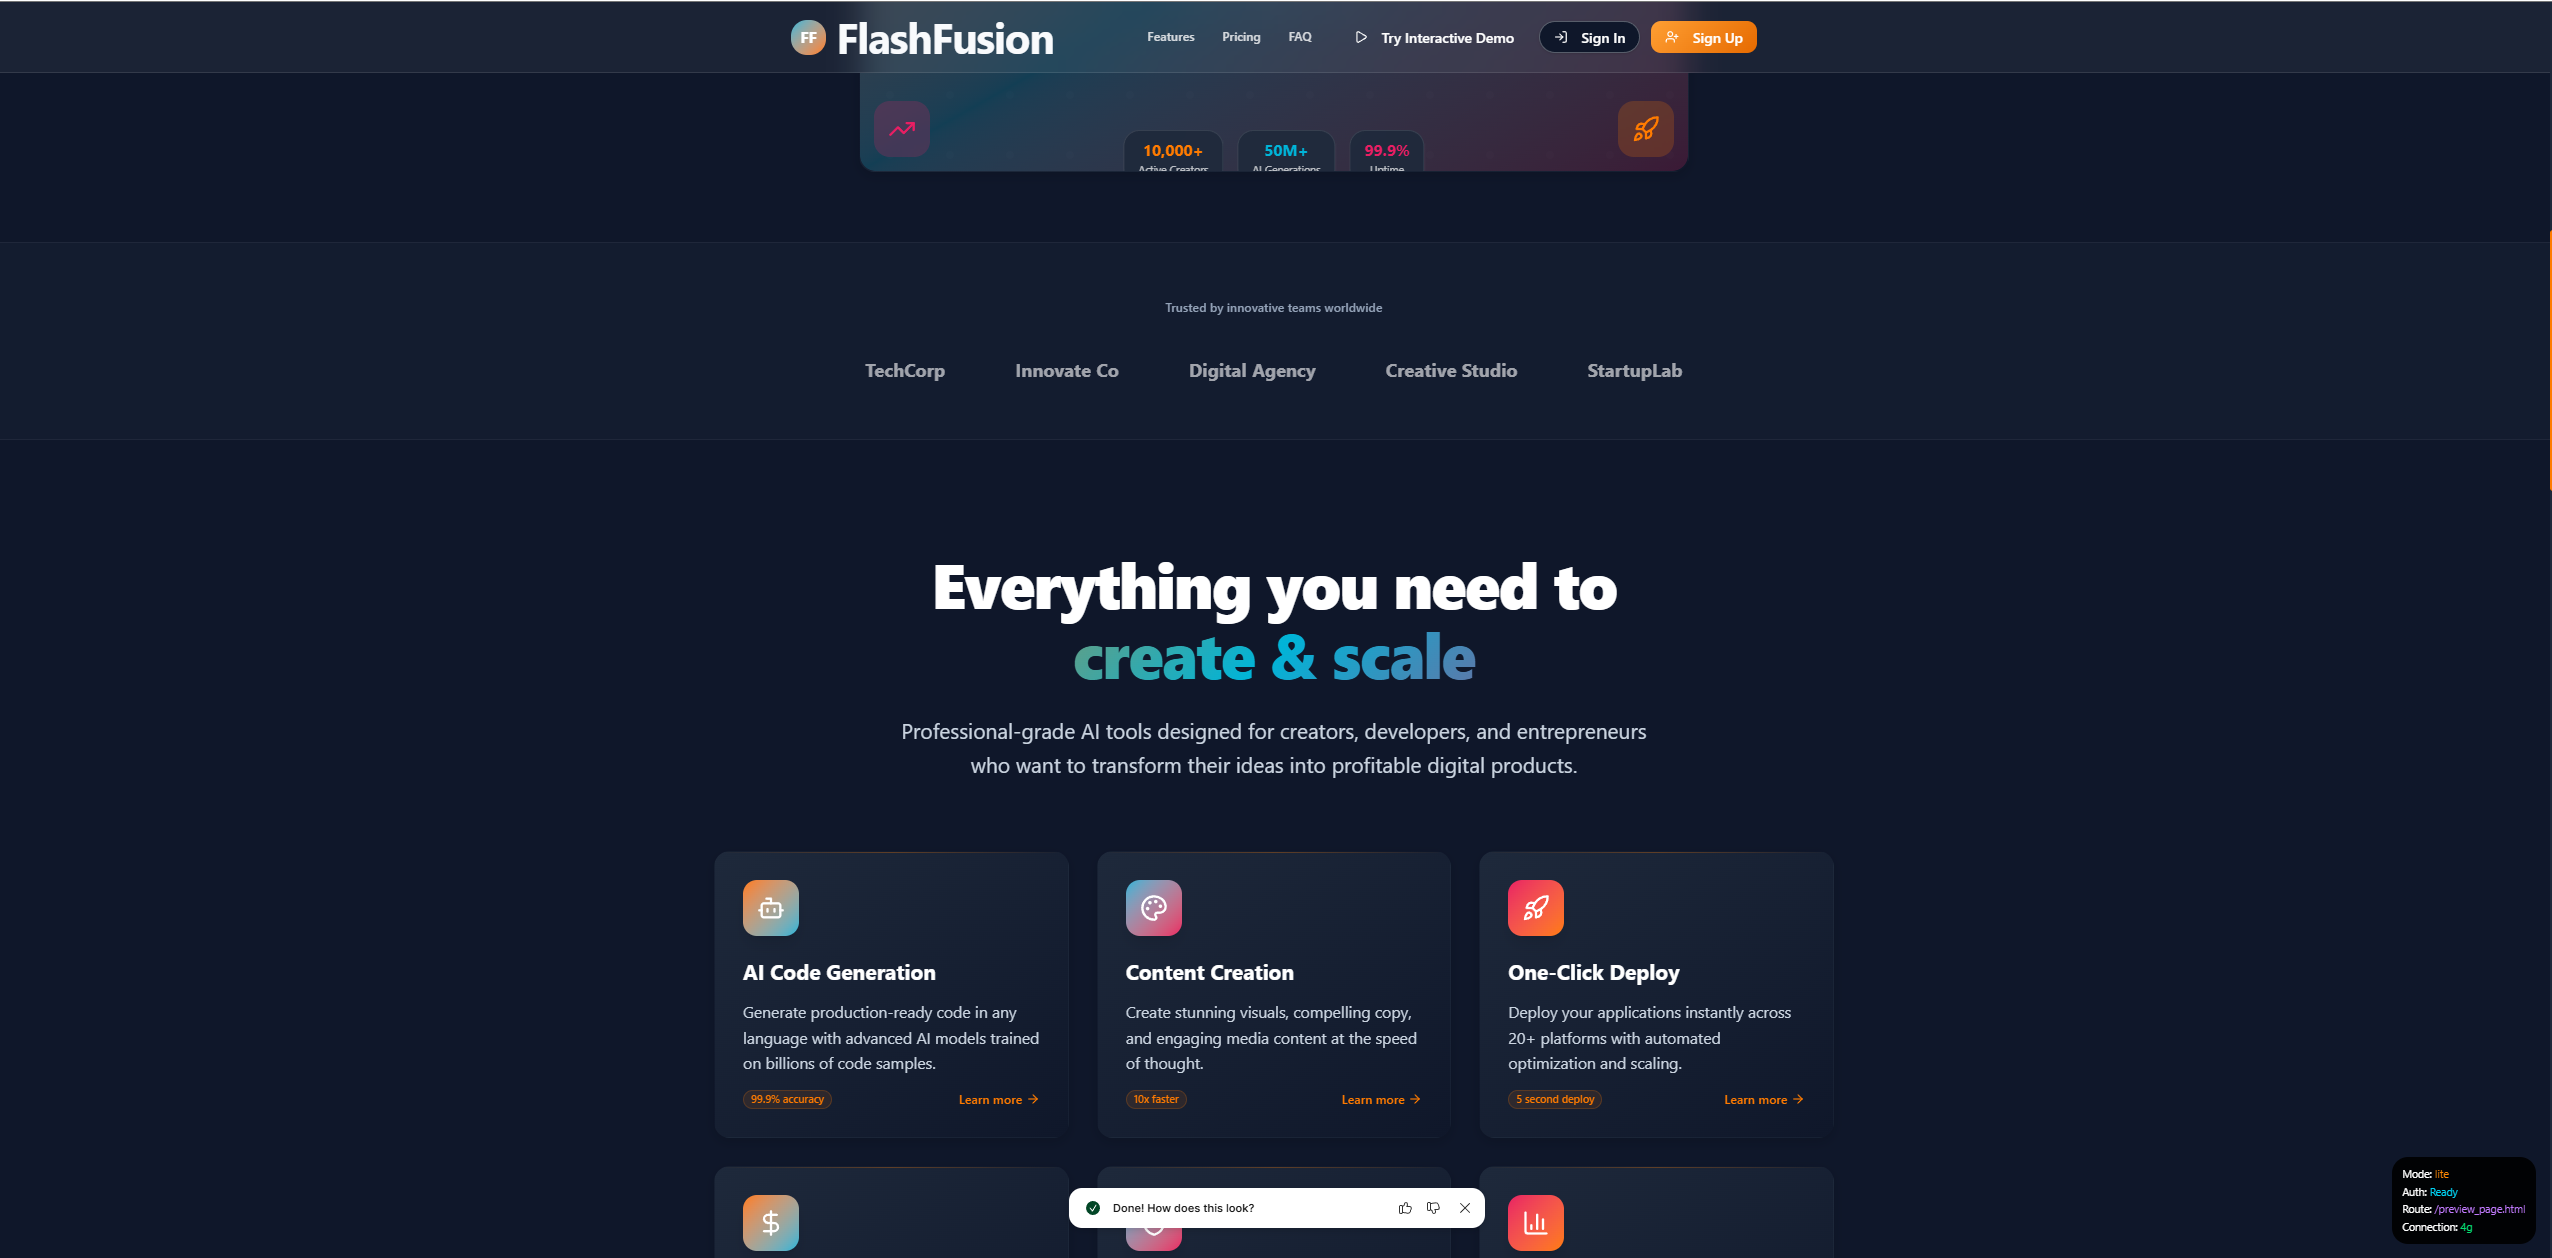 FF FlashFusion
Features Pricing FAQ Try Interactive Demo Sign In Sign Up
10,000+ 50M+ 99.9%
Active Creators AI Generations Uptime
Trusted by innovative teams worldwide
TechCorp Innovate Co Digital Agency Creative Studio StartupLab
Everything you need to
create & scale
Professional-grade AI tools designed for creators, developers, and entrepreneurs
who want to transform their ideas into profitable digital products.
AI Code Generation
Generate production-ready code in any
language with advanced AI models trained
on billions of code samples.
99.9% accuracy Learn more
Content Creation
Create stunning visuals, compelling copy,
and engaging media content at the speed
of thought.
10x faster Learn more
One-Click Deploy
Deploy your applications instantly across
20+ platforms with automated
optimization and scaling.
5 second deploy Learn more
Done! How does this look?
Mode: lite
Auth: Ready
Route: /preview_page.html
Connection: 4g